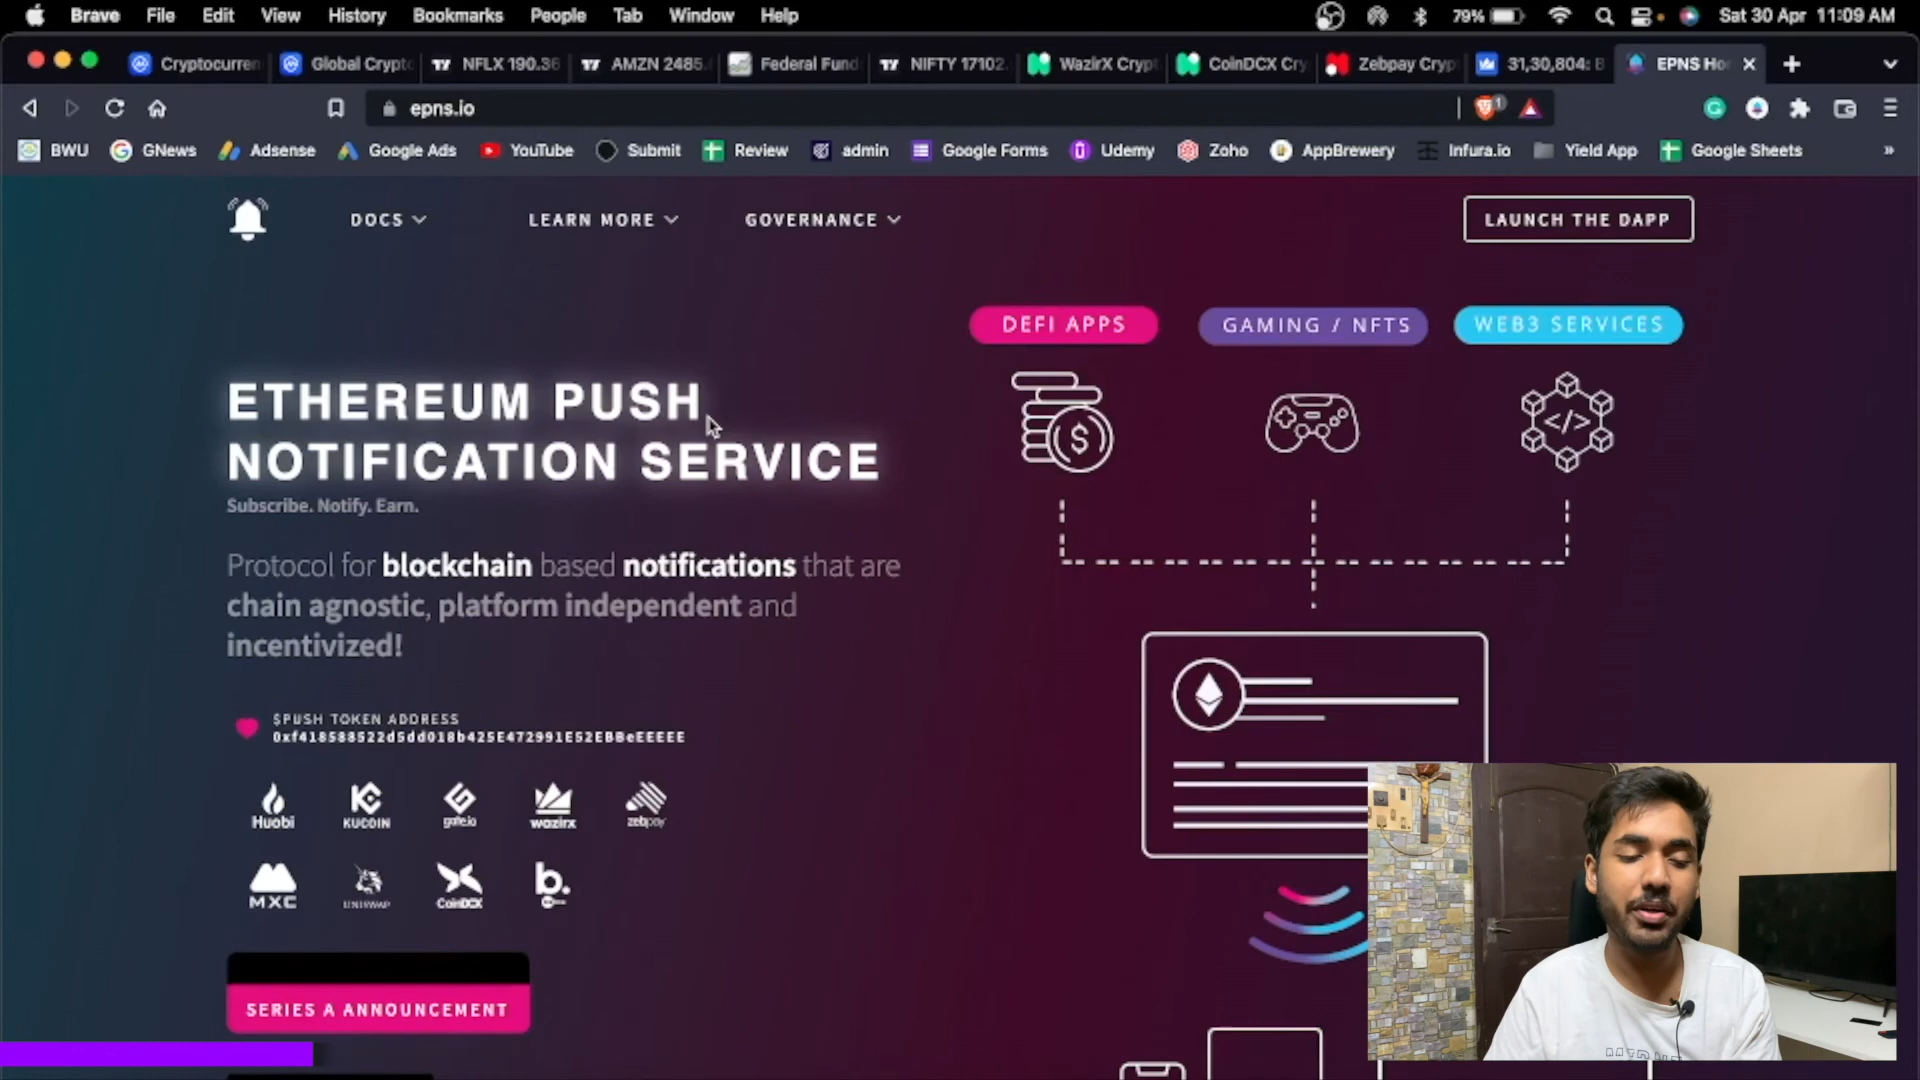 Brave File Edit View History Bookmarks People Tab Window Help 79% Sat 30 Apr 11:09 AM
Cryptocurren Global Crypto NFLX 190.36 AMZN 2485. Federal Fund NIFTY 17102. WazirX Crypt CoinDCX Cry Zebpay Cryp 31,30,804: B EPNS Ho
epns.io 1
BWU GNews Adsense Google Ads YouTube Submit Review admin Google Forms Udemy Zoho AppBrewery Infura.io Yield App Google Sheets »
DOCS LEARN MORE GOVERNANCE LAUNCH THE DAPP
DEFI APPS GAMING / NFTS WEB3 SERVICES
ETHEREUM PUSH
NOTIFICATION SERVICE
Subscribe. Notify. Earn.
Protocol for blockchain based notifications that are
chain agnostic, platform independent and
incentivized!
$PUSH TOKEN ADDRESS
0xf418588522d5dd018b425E472991E52EBBeEEEEE
Huobi KUCOIN gate.io wazirx zebpay
MXC UNISWAP CoinDCX b.
SERIES A ANNOUNCEMENT